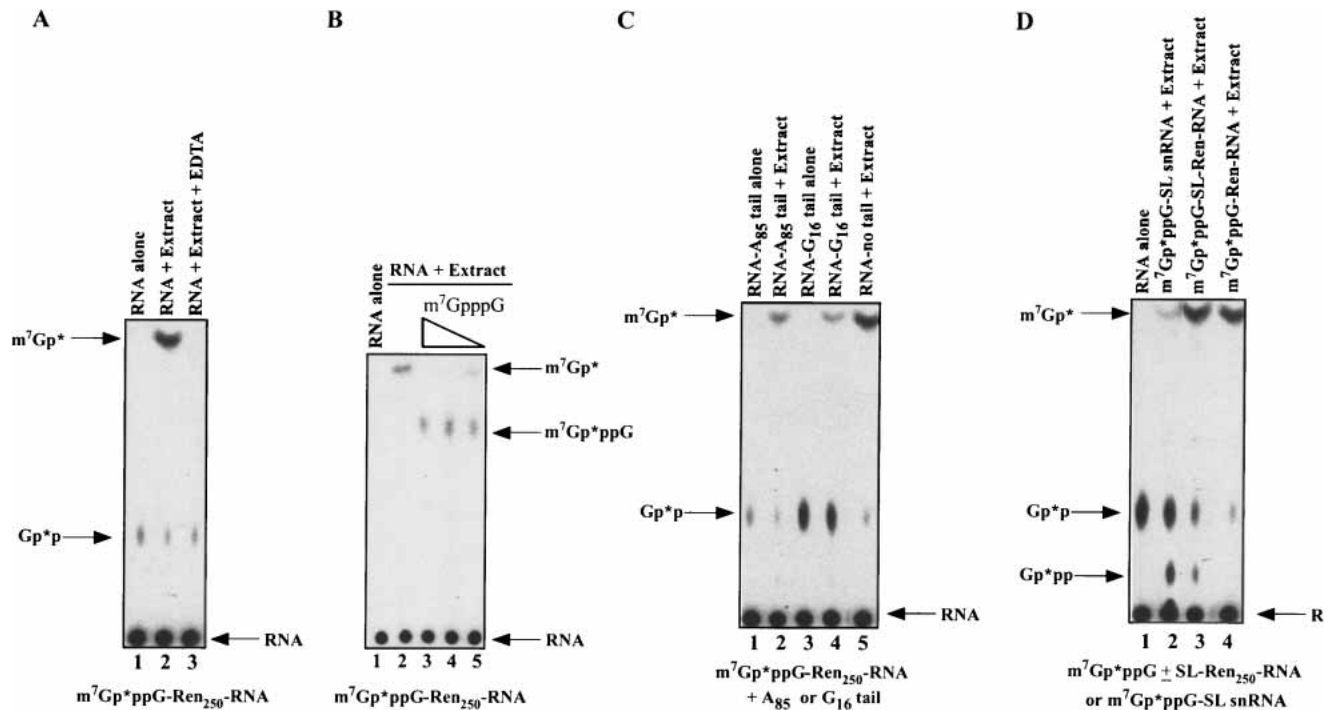 A
RNA alone
RNA + Extract
RNA + Extract + EDTA
m⁷Gp*
Gp*p
RNA
1 2 3
m⁷Gp*ppG-Ren₂₅₀-RNA
B
RNA alone
RNA + Extract
m⁷GpppG
m⁷Gp*
m⁷Gp*ppG
RNA
1 2 3 4 5
m⁷Gp*ppG-Ren₂₅₀-RNA
C
RNA-A₈₅ tail alone
RNA-A₈₅ tail + Extract
RNA-G₁₆ tail alone
RNA-G₁₆ tail + Extract
RNA-no tail + Extract
m⁷Gp*
Gp*p
RNA
1 2 3 4 5
m⁷Gp*ppG-Ren₂₅₀-RNA
+ A₈₅ or G₁₆ tail
D
RNA alone
m⁷Gp*ppG-SL snRNA + Extract
m⁷Gp*ppG-SL-Ren-RNA + Extract
m⁷Gp*ppG-Ren-RNA + Extract
m⁷Gp*
Gp*p
Gp*pp
R
1 2 3 4
m⁷Gp*ppG ± SL-Ren₂₅₀-RNA
or m⁷Gp*ppG-SL snRNA